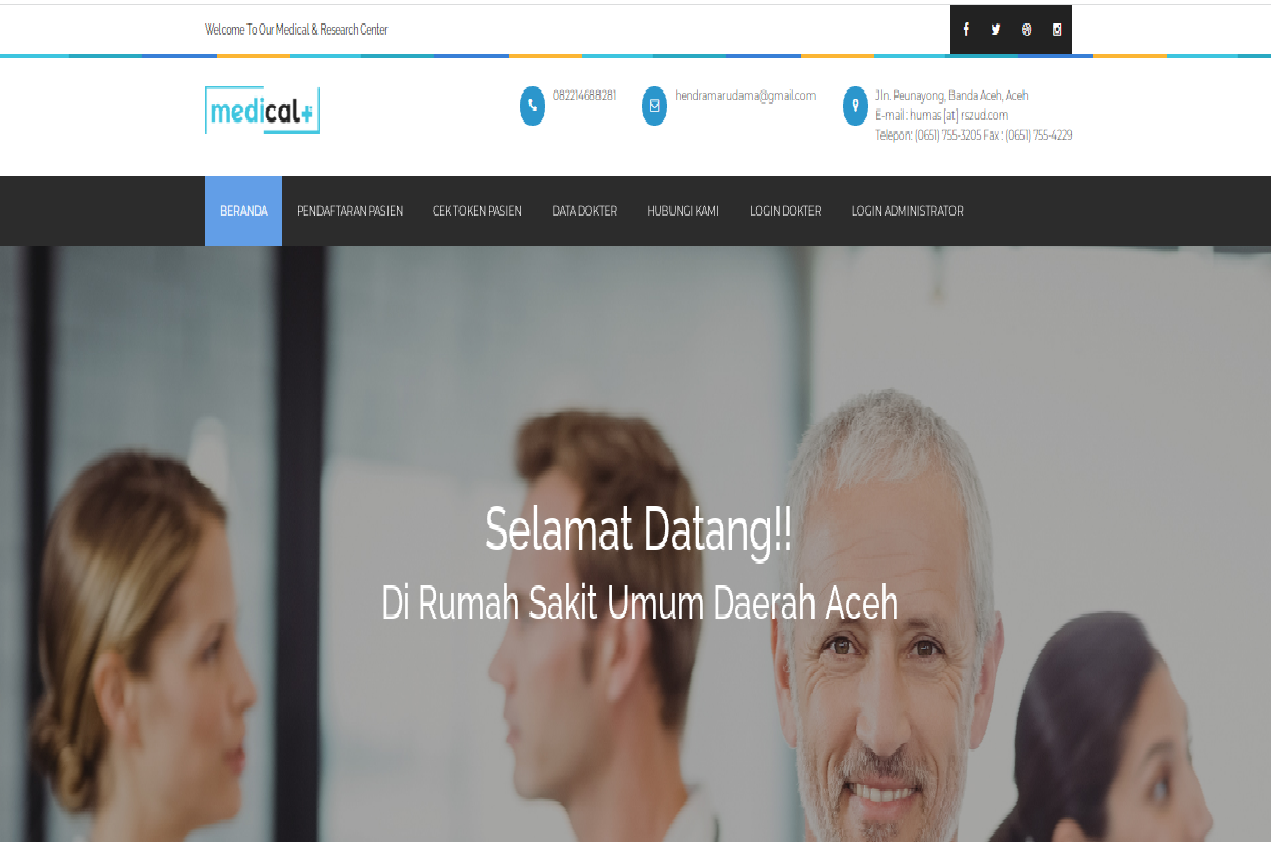 Welcome To Our Medical & Research Center
medical+
082214688281
hendramarudama@gmail.com
Jln. Peunayong, Banda Aceh, Aceh
E-mail : humas [at] rszud.com
Telepon: (0651) 755-3205 Fax : (0651) 755-4229
BERANDA PENDAFTARAN PASIEN CEK TOKEN PASIEN DATA DOKTER HUBUNGI KAMI LOGIN DOKTER LOGIN ADMINISTRATOR
Selamat Datang!!
Di Rumah Sakit Umum Daerah Aceh